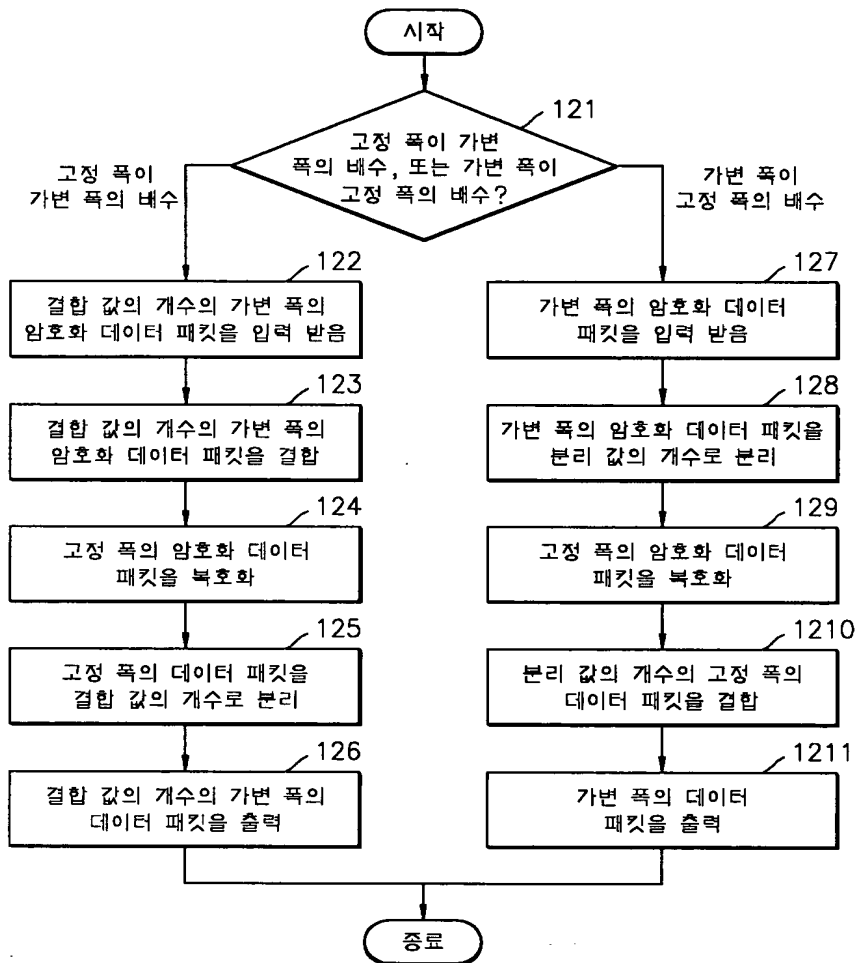 시작
121
고정 폭이 가변
폭의 배수, 또는 가변 폭이
고정 폭의 배수?
고정 폭이
가변 폭의 배수
가변 폭이
고정 폭의 배수
122
결합 값의 개수의 가변 폭의
암호화 데이터 패킷을 입력 받음
123
결합 값의 개수의 가변 폭의
암호화 데이터 패킷을 결합
124
고정 폭의 암호화 데이터
패킷을 복호화
125
고정 폭의 데이터 패킷을
결합 값의 개수로 분리
126
결합 값의 개수의 가변 폭의
데이터 패킷을 출력
127
가변 폭의 암호화 데이터
패킷을 입력 받음
128
가변 폭의 암호화 데이터 패킷을
분리 값의 개수로 분리
129
고정 폭의 암호화 데이터
패킷을 복호화
1210
분리 값의 개수의 고정 폭의
데이터 패킷을 결합
1211
가변 폭의 데이터
패킷을 출력
종료